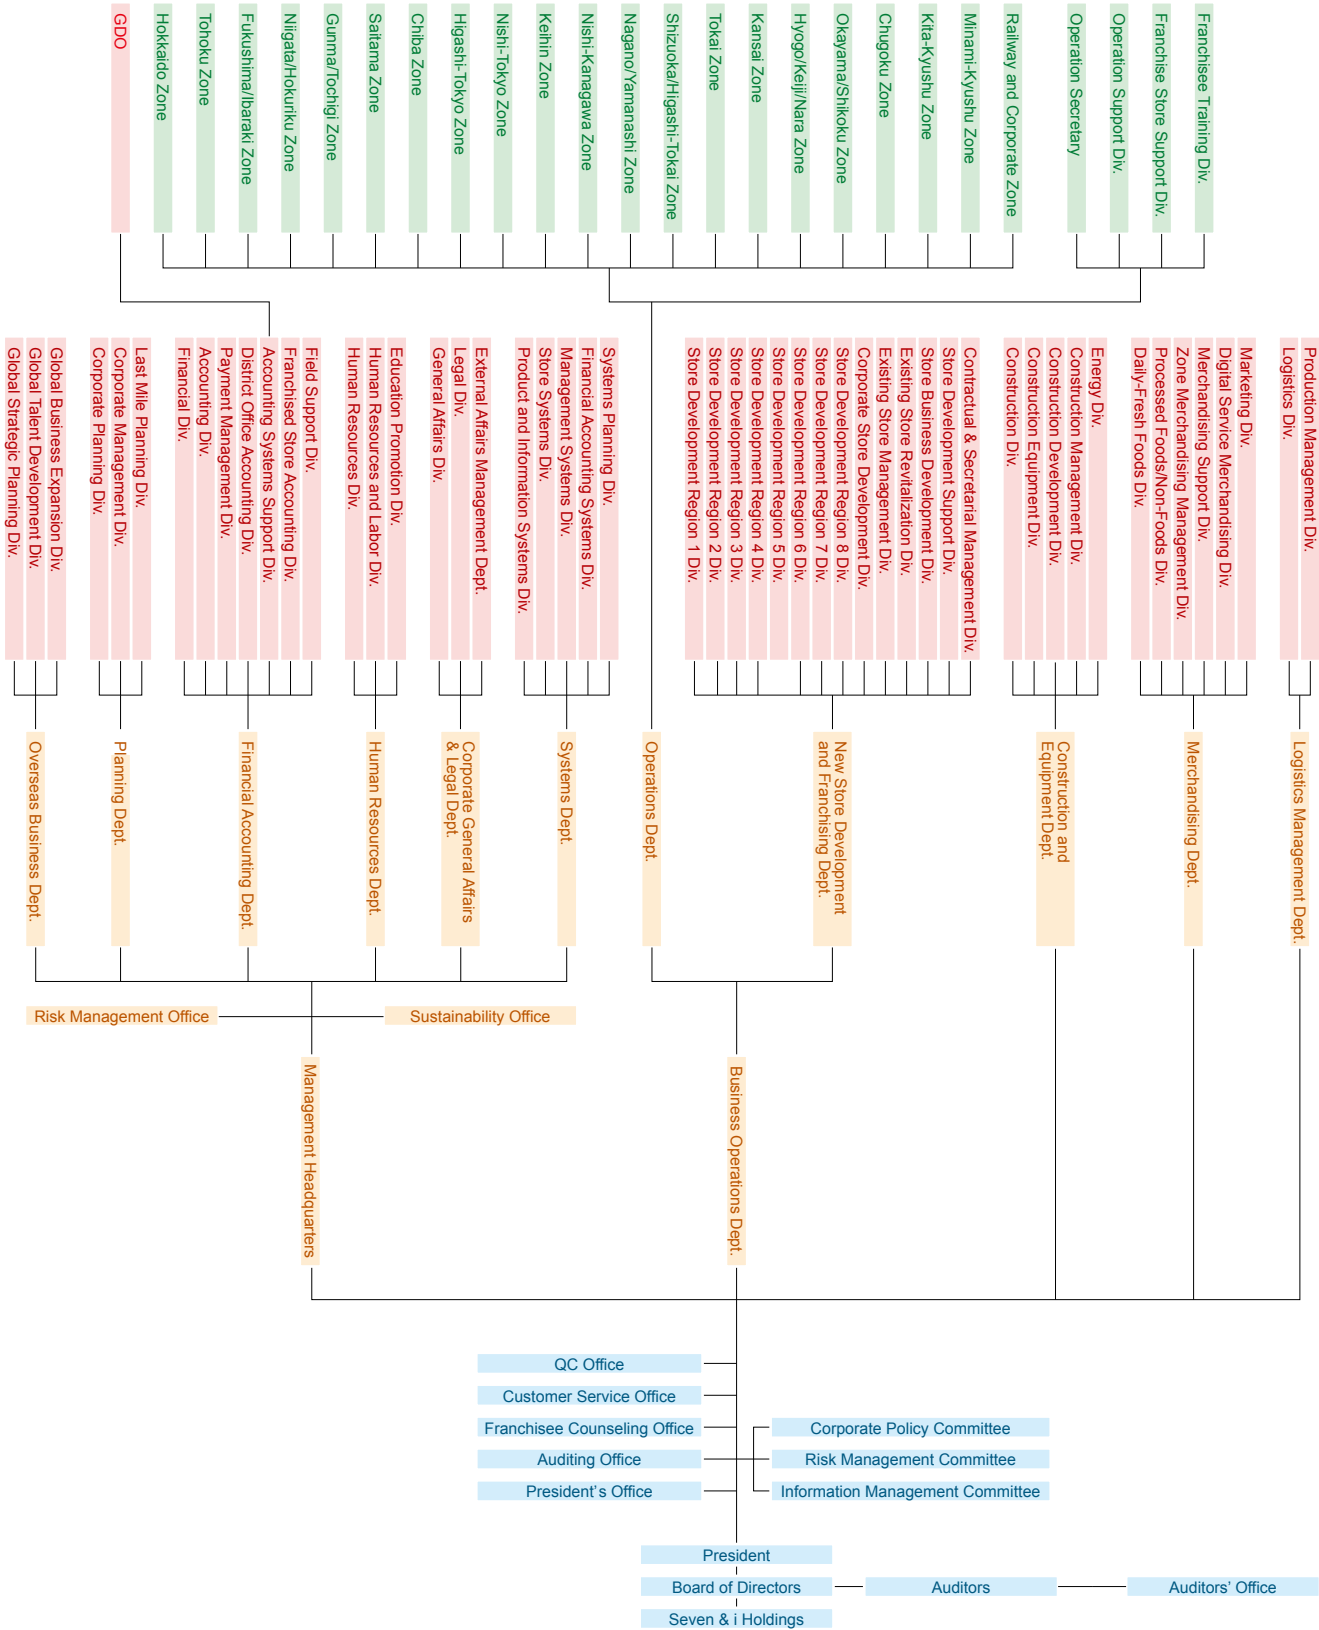 GDO
Hokkaido Zone
Tohoku Zone
Fukushima/Ibaraki Zone
Niigata/Hokuriku Zone
Gunma/Tochigi Zone
Saitama Zone
Chiba Zone
Higashi-Tokyo Zone
Nishi-Tokyo Zone
Keihin Zone
Nishi-Kanagawa Zone
Nagano/Yamanashi Zone
Shizuoka/Higashi-Tokai Zone
Tokai Zone
Kansai Zone
Hyogo/Keiji/Nara Zone
Okayama/Shikoku Zone
Chugoku Zone
Kita-Kyushu Zone
Minami-Kyushu Zone
Railway and Corporate Zone
Operation Secretary
Operation Support Div.
Franchise Store Support Div.
Franchisee Training Div.
Global Strategic Planning Div.
Global Talent Development Div.
Global Business Expansion Div.
Corporate Planning Div.
Corporate Management Div.
Last Mile Planning Div.
Financial Div.
Accounting Div.
Payment Management Div.
District Office Accounting Div.
Accounting Systems Support Div.
Franchised Store Accounting Div.
Field Support Div.
Human Resources Div.
Human Resources and Labor Div.
Education Promotion Div.
General Affairs Div.
Legal Div.
External Affairs Management Dept.
Product and Information Systems Div.
Store Systems Div.
Management Systems Div.
Financial Accounting Systems Div.
Systems Planning Div.
Store Development Region 1 Div.
Store Development Region 2 Div.
Store Development Region 3 Div.
Store Development Region 4 Div.
Store Development Region 5 Div.
Store Development Region 6 Div.
Store Development Region 7 Div.
Store Development Region 8 Div.
Corporate Store Development Div.
Existing Store Management Div.
Existing Store Revitalization Div.
Store Business Development Div.
Store Development Support Div.
Contractual & Secretarial Management Div.
Construction Div.
Construction Equipment Div.
Construction Development Div.
Construction Management Div.
Energy Div.
Daily-Fresh Foods Div.
Processed Foods/Non-Foods Div.
Zone Merchandising Management Div.
Merchandising Support Div.
Digital Service Merchandising Div.
Marketing Div.
Logistics Div.
Production Management Div.
Overseas Business Dept.
Planning Dept.
Financial Accounting Dept.
Human Resources Dept.
Corporate General Affairs
& Legal Dept.
Systems Dept.
Operations Dept.
New Store Development
and Franchising Dept.
Construction and
Equipment Dept.
Merchandising Dept.
Logistics Management Dept.
Risk Management Office
Sustainability Office
Management Headquarters
Business Operations Dept.
QC Office
Customer Service Office
Franchisee Counseling Office
Corporate Policy Committee
Auditing Office
Risk Management Committee
President's Office
Information Management Committee
President
Board of Directors
Auditors
Auditors' Office
Seven & i Holdings